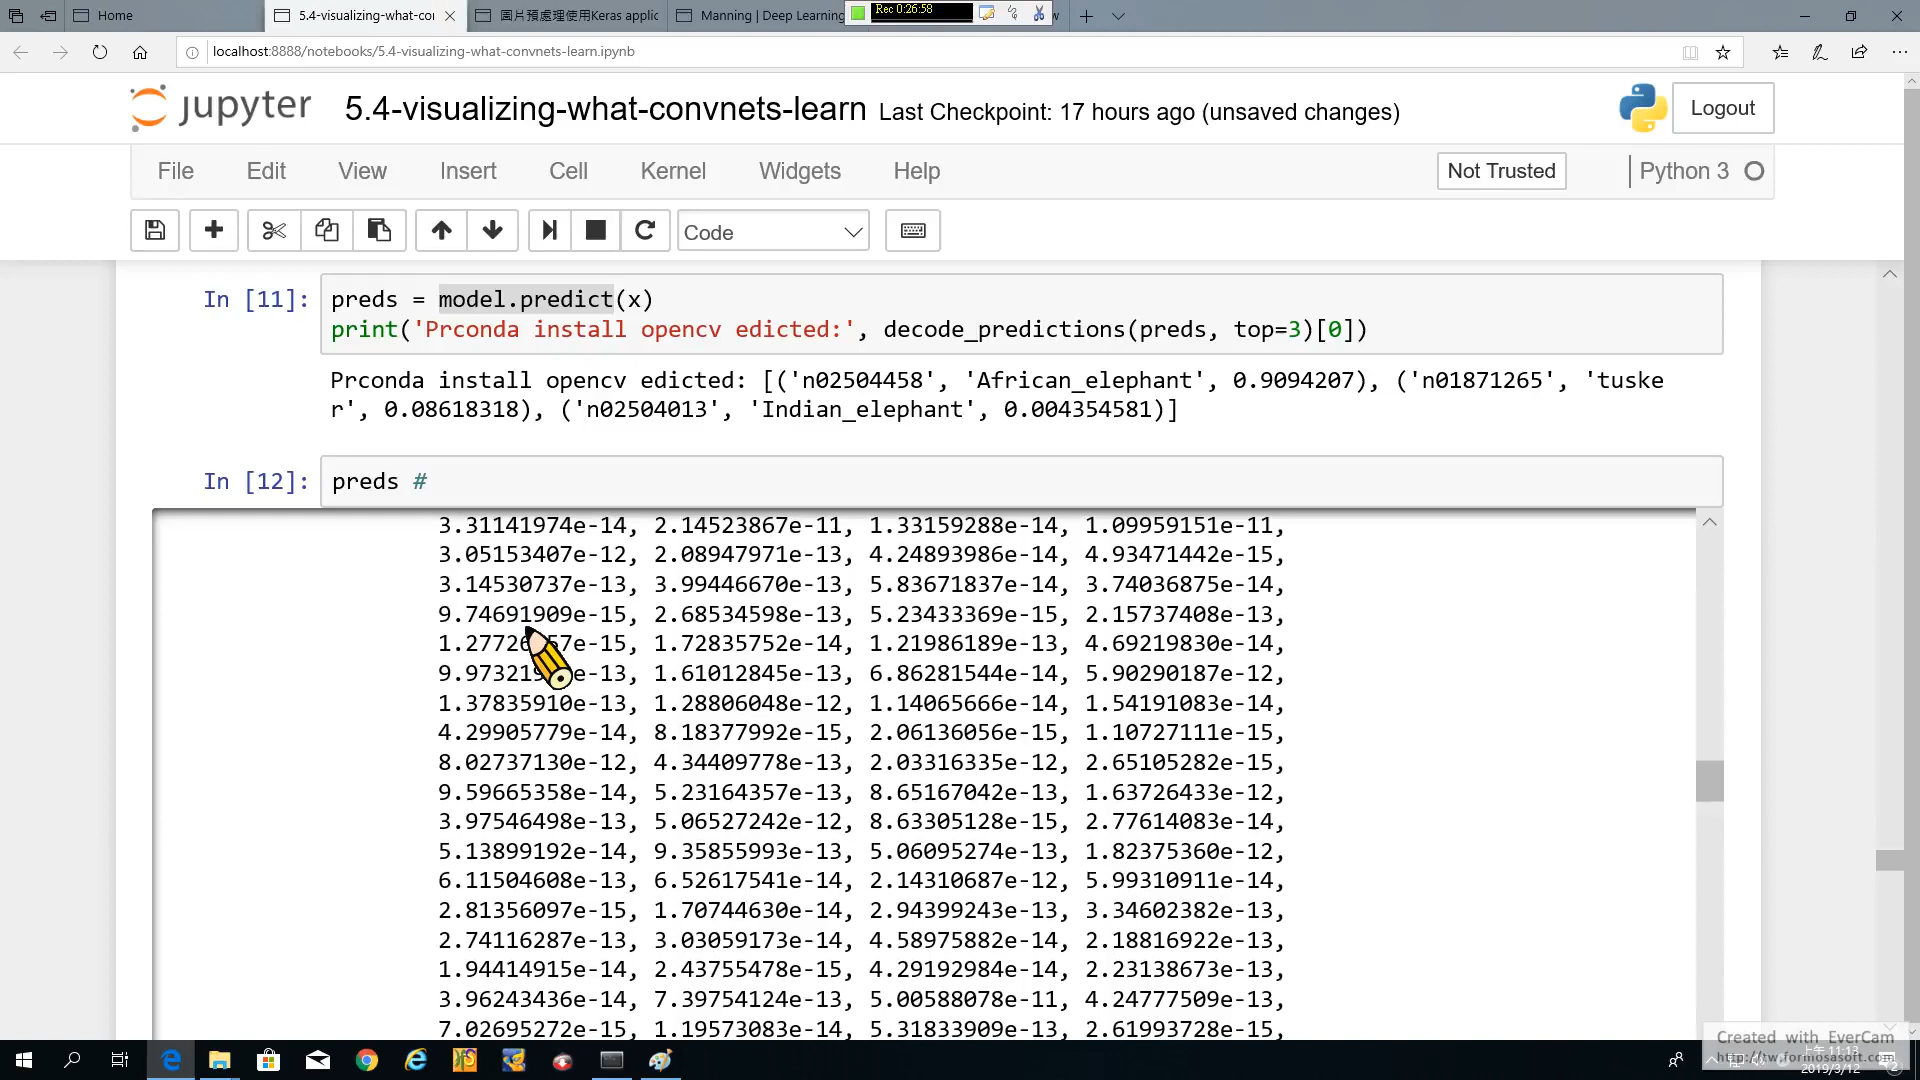 Home
5.4-visualizing-what-coı
圖片預處理使用Keras applic
Manning | Deep Learning
Rec 0:26:58
localhost:8888/notebooks/5.4-visualizing-what-convnets-learn.ipynb
jupyter 5.4-visualizing-what-convnets-learn Last Checkpoint: 17 hours ago (unsaved changes)
Logout
File Edit View Insert Cell Kernel Widgets Help
Not Trusted
Python 3
Code
In [11]: preds = model.predict(x)
print('Prconda install opencv edicted:', decode_predictions(preds, top=3)[0])
Prconda install opencv edicted: [('n02504458', 'African_elephant', 0.9094207), ('n01871265', 'tuske
r', 0.08618318), ('n02504013', 'Indian_elephant', 0.004354581)]
In [12]: preds #
3.31141974e-14, 2.14523867e-11, 1.33159288e-14, 1.09959151e-11,
3.05153407e-12, 2.08947971e-13, 4.24893986e-14, 4.93471442e-15,
3.14530737e-13, 3.99446670e-13, 5.83671837e-14, 3.74036875e-14,
9.74691909e-15, 2.68534598e-13, 5.23433369e-15, 2.15737408e-13,
1.72835752e-14, 1.21986189e-13, 4.69219830e-14,
1.61012845e-13, 6.86281544e-14, 5.90290187e-12,
1.37835910e-13, 1.28806048e-12, 1.14065666e-14, 1.54191083e-14,
4.29905779e-14, 8.18377992e-15, 2.06136056e-15, 1.10727111e-15,
8.02737130e-12, 4.34409778e-13, 2.03316335e-12, 2.65105282e-15,
9.59665358e-14, 5.23164357e-13, 8.65167042e-13, 1.63726433e-12,
3.97546498e-13, 5.06527242e-12, 8.63305128e-15, 2.77614083e-14,
5.13899192e-14, 9.35855993e-13, 5.06095274e-13, 1.82375360e-12,
6.11504608e-13, 6.52617541e-14, 2.14310687e-12, 5.99310911e-14,
2.81356097e-15, 1.70744630e-14, 2.94399243e-13, 3.34602382e-13,
2.74116287e-13, 3.03059173e-14, 4.58975882e-14, 2.18816922e-13,
1.94414915e-14, 2.43755478e-15, 4.29192984e-14, 2.23138673e-13,
3.96243436e-14, 7.39754124e-13, 5.00588078e-11, 4.24777509e-13,
7.02695272e-15, 1.19573083e-14, 5.31833909e-13, 2.61993728e-15,
Created with EverCam
http://tw.formosasoft.com
上午 11:13
2019/3/12